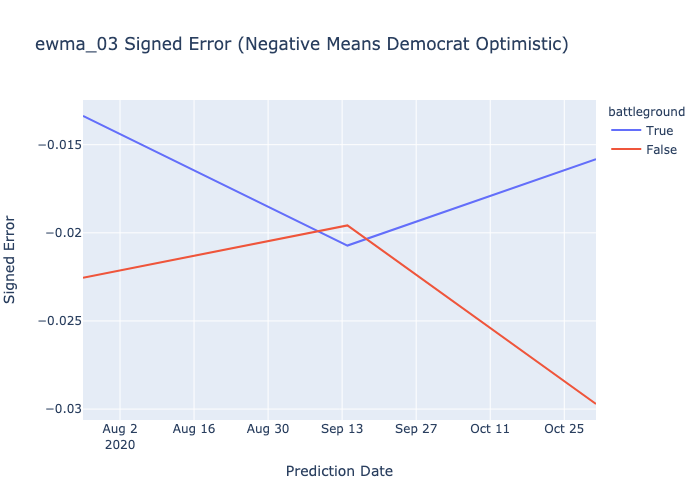 ewma_03 Signed Error (Negative Means Democrat Optimistic)
battleground
True
False
−0.015
−0.02
−0.025
−0.03
Signed Error
Aug 2
2020
Aug 16
Aug 30
Sep 13
Sep 27
Oct 11
Oct 25
Prediction Date